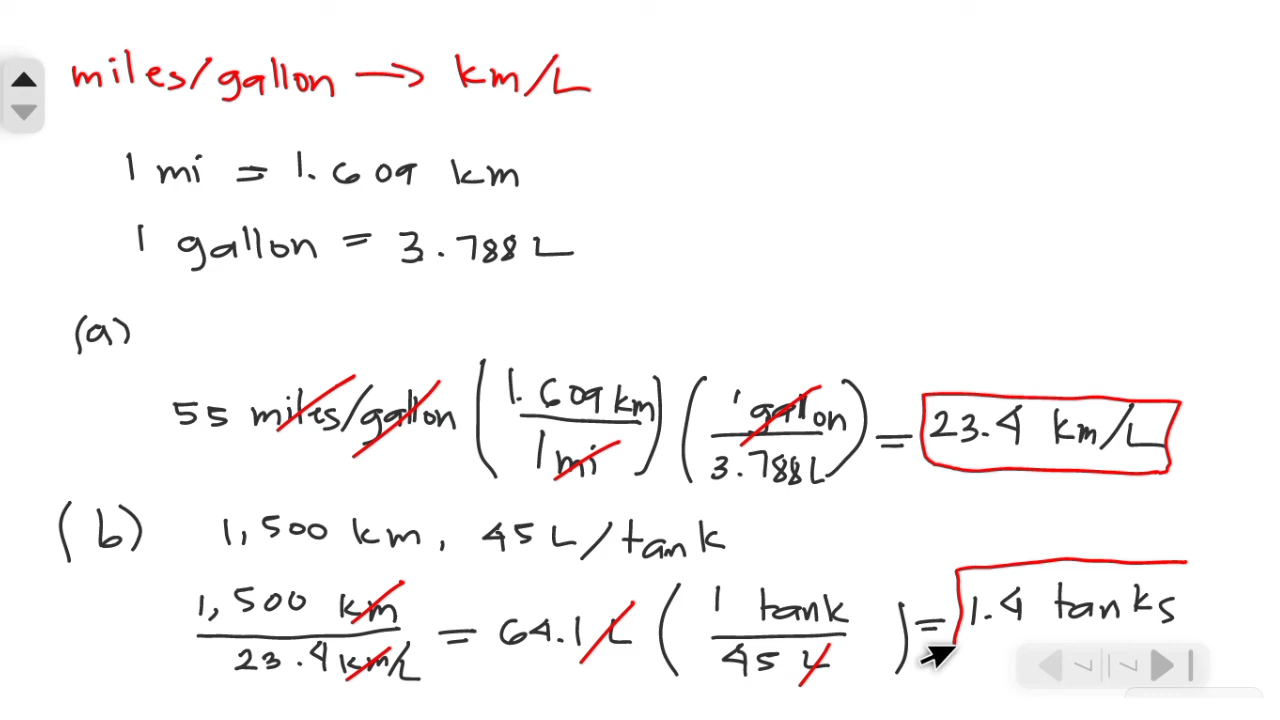 miles/gallon → km/L
1 mi = 1.609 km
1 gallon = 3.788 L
(a)
55 miles/gallon (1.609 km / 1 mi) (1 gallon / 3.788 L) = 23.4 km/L
(b) 1,500 km, 45 L/tank
1,500 km / 23.4 km/L = 64.1 L (1 tank / 45 L) = 1.4 tanks